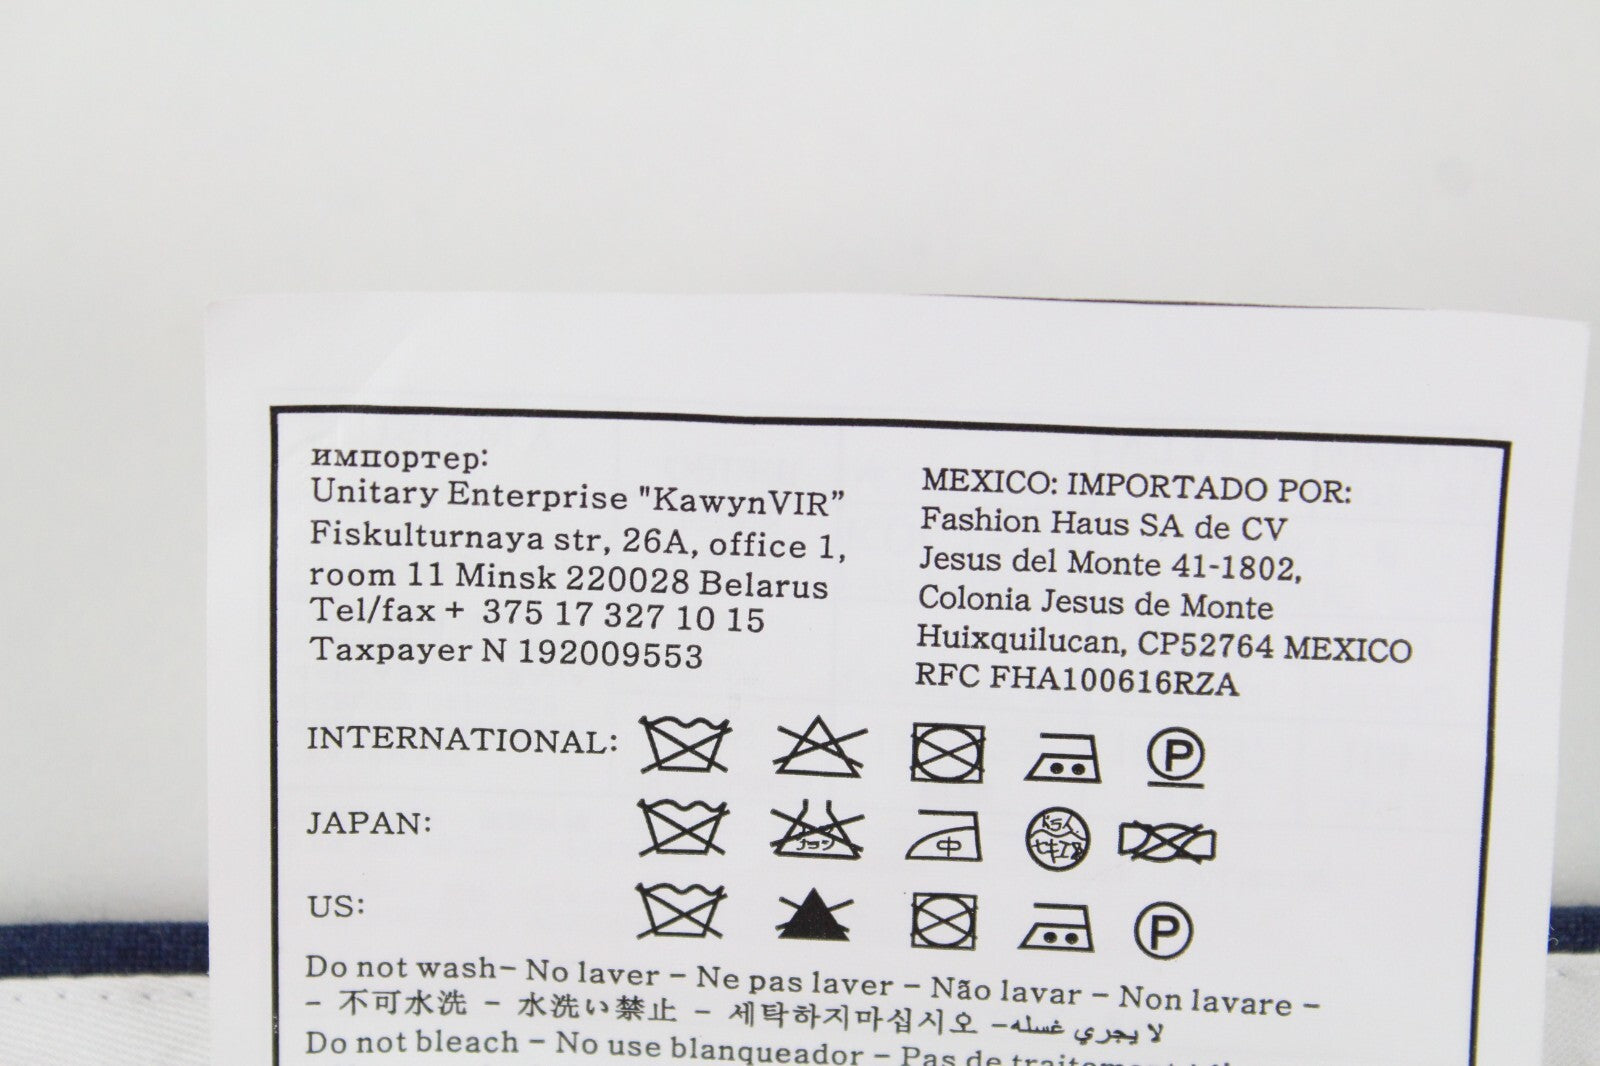 импортер:
Unitary Enterprise "KawynVIR”
Fiskulturnaya str, 26A, office 1,
room 11 Minsk 220028 Belarus
Tel/fax + 375 17 327 10 15
Taxpayer N 192009553
MEXICO: IMPORTADO POR:
Fashion Haus SA de CV
Jesus del Monte 41-1802,
Colonia Jesus de Monte
Huixquilucan, CP52764 MEXICO
RFC FHA100616RZA
INTERNATIONAL:
P
JAPAN:
中
US:
P
Do not wash– No laver – Ne pas laver – Não lavar – Non lavare –
– 不可水洗 – 水洗い禁止 – 세탁하지마십시오 – لا يجري غسله
Do not bleach – No use blanqueador – Pas de